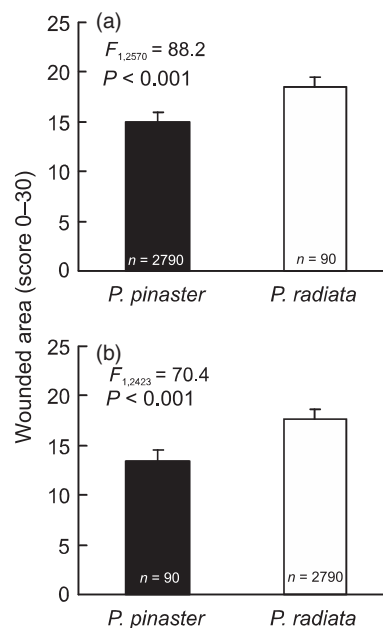 Wounded area (score 0–30)
(a)
F1,2570 = 88.2
P < 0.001
25
20
15
10
5
0
n = 2790
n = 90
P. pinaster
P. radiata
(b)
F1,2423 = 70.4
P < 0.001
25
20
15
10
5
0
n = 90
n = 2790
P. pinaster
P. radiata